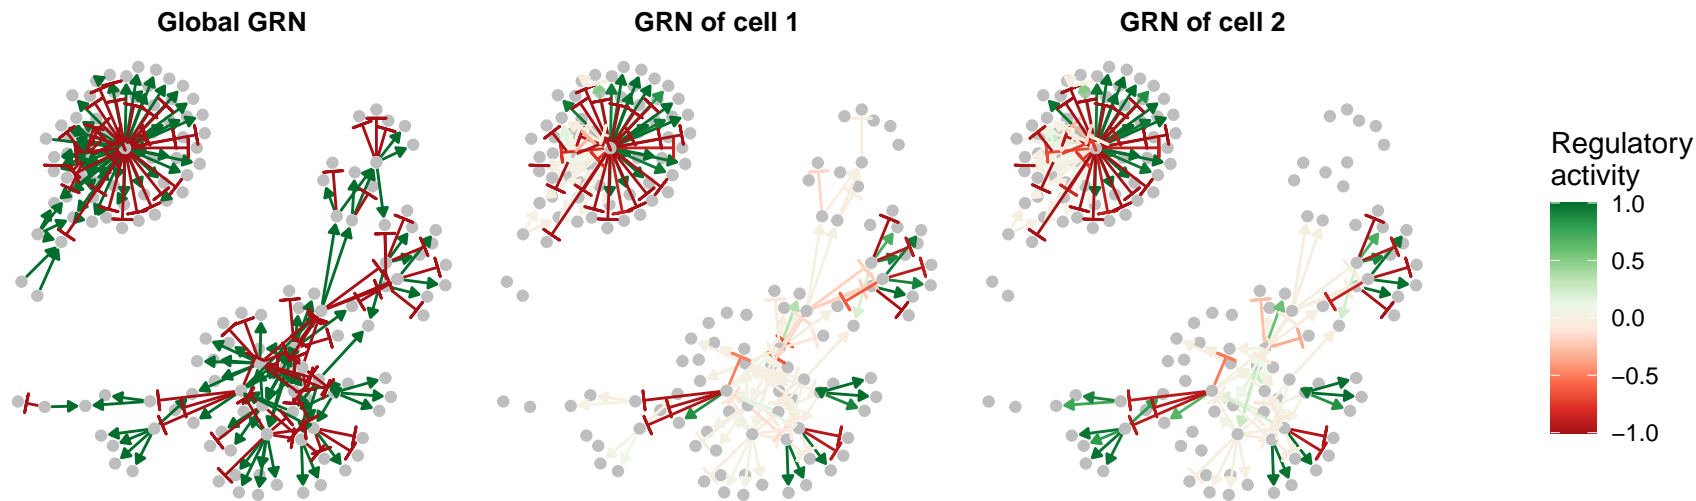 Global GRN
GRN of cell 1
GRN of cell 2
Regulatory
activity
1.0
0.5
0.0
−0.5
−1.0